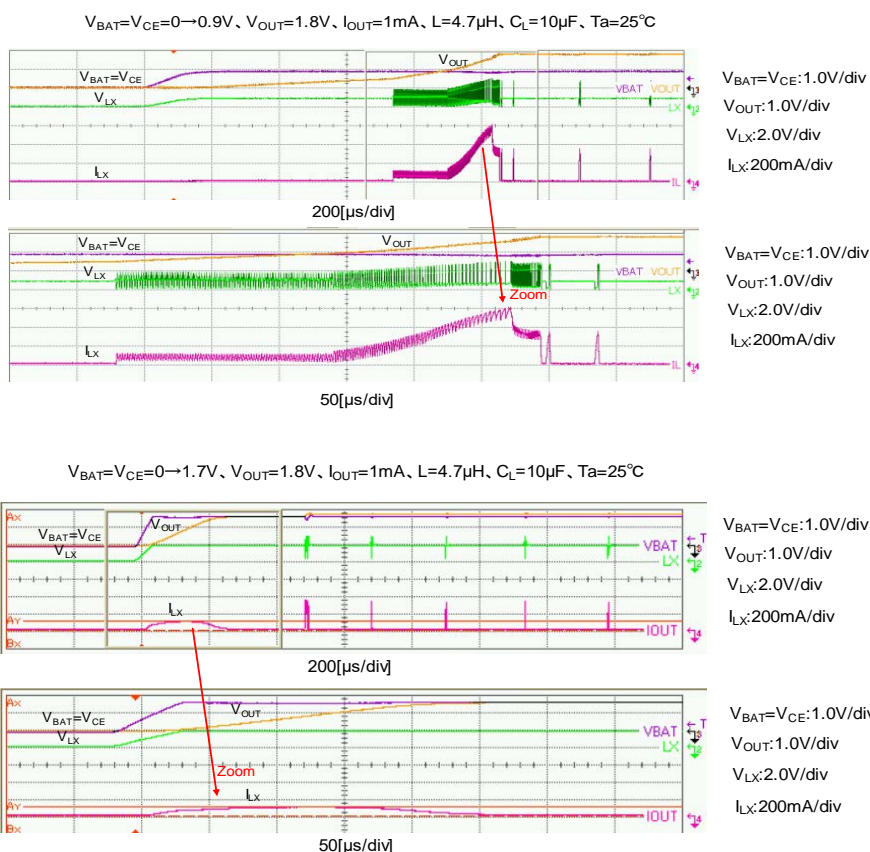 VBAT=VCE=0→0.9V、VOUT=1.8V、IOUT=1mA、L=4.7μH、CL=10μF、Ta=25℃
VOUT
VBAT=VCE
VLX
ILX
VBAT VOUT
LX
IL
200[μs/div]
VBAT=VCE:1.0V/div
VOUT:1.0V/div
VLX:2.0V/div
ILX:200mA/div
VBAT=VCE
VOUT
VLX
ILX
Zoom
VBAT VOUT
LX
IL
50[μs/div]
VBAT=VCE:1.0V/div
VOUT:1.0V/div
VLX:2.0V/div
ILX:200mA/div
VBAT=VCE=0→1.7V、VOUT=1.8V、IOUT=1mA、L=4.7μH、CL=10μF、Ta=25℃
Ax
VOUT
VBAT=VCE
VLX
ILX
AY
Bx
VBAT
LX
IOUT
200[μs/div]
VBAT=VCE:1.0V/div
VOUT:1.0V/div
VLX:2.0V/div
ILX:200mA/div
Ax
VOUT
VBAT=VCE
VLX
Zoom
ILX
AY
Bx
VBAT
LX
IOUT
50[μs/div]
VBAT=VCE:1.0V/div
VOUT:1.0V/div
VLX:2.0V/div
ILX:200mA/div